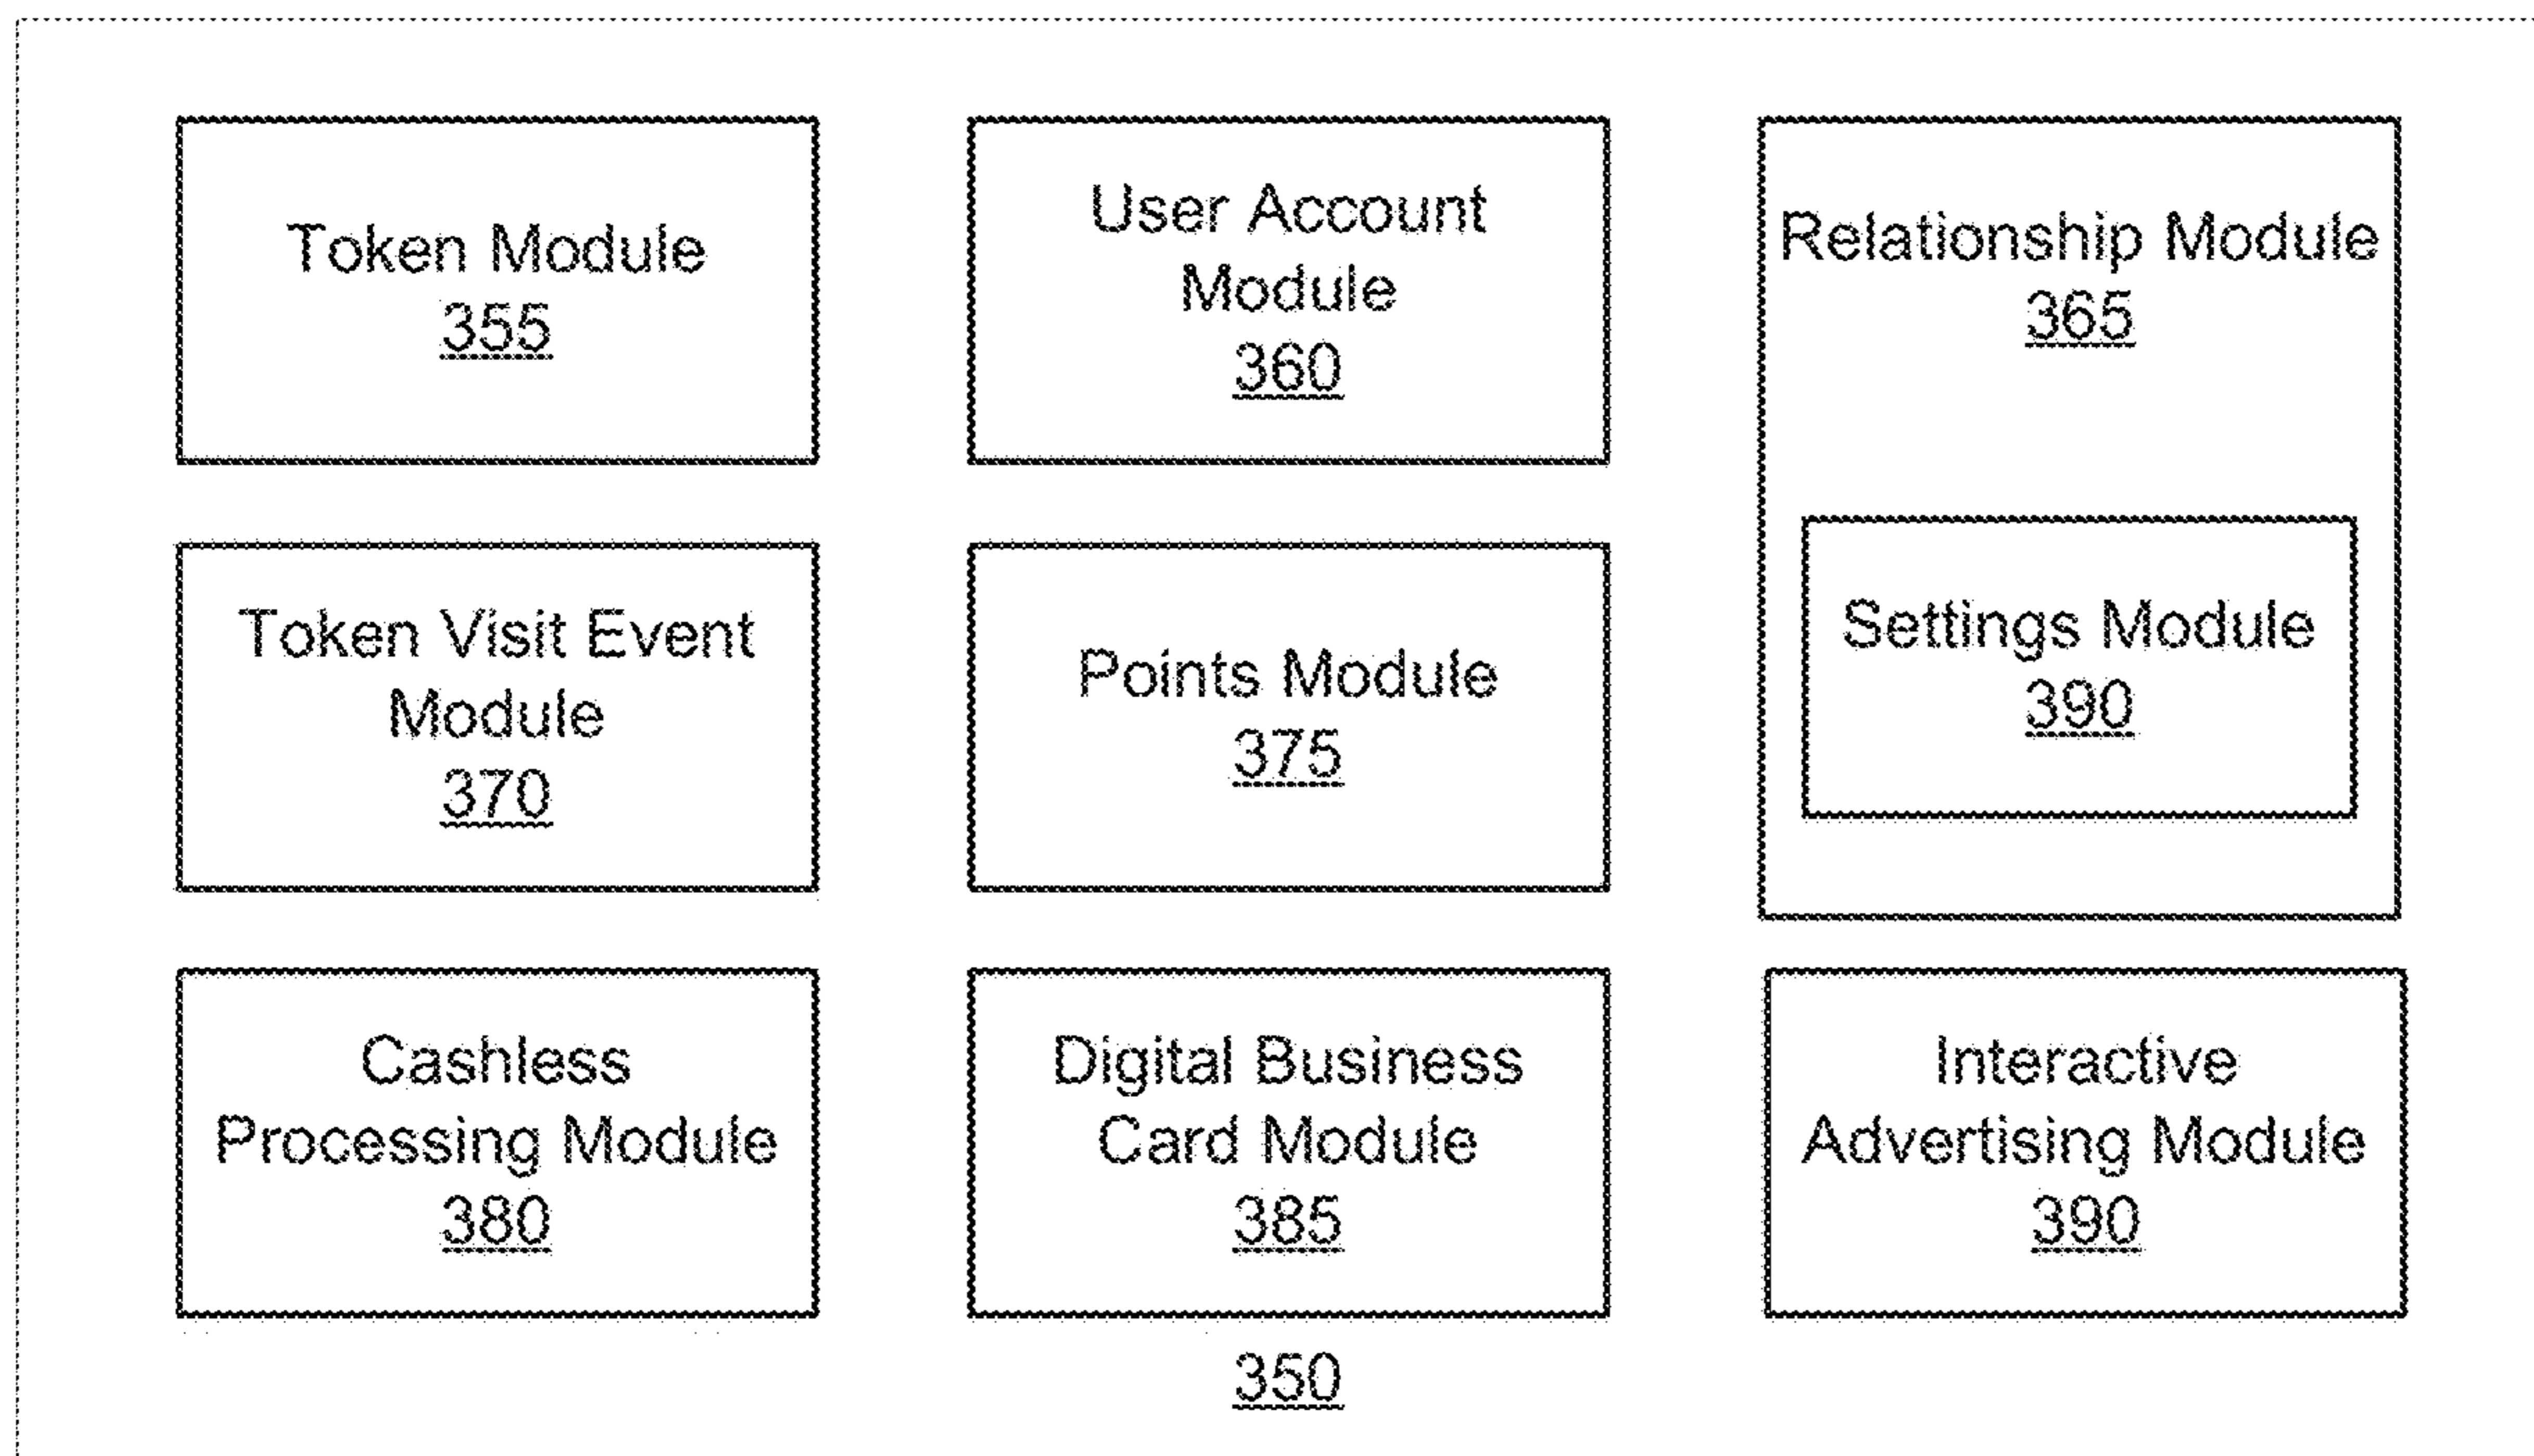 Token Module
355
User Account
Module
360
Relationship Module
365
Token Visit Event
Module
370
Points Module
375
Settings Module
390
Cashless
Processing Module
380
Digital Business
Card Module
385
Interactive
Advertising Module
390
350